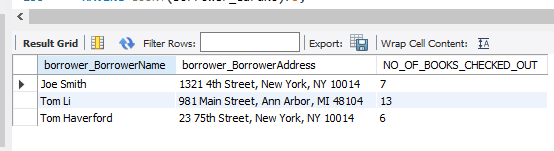 Result Grid Filter Rows: Export: Wrap Cell Content: IA
borrower_BorrowerName borrower_BorrowerAddress NO_OF_BOOKS_CHECKED_OUT
Joe Smith 1321 4th Street, New York, NY 10014 7
Tom Li 981 Main Street, Ann Arbor, MI 48104 13
Tom Haverford 23 75th Street, New York, NY 10014 6